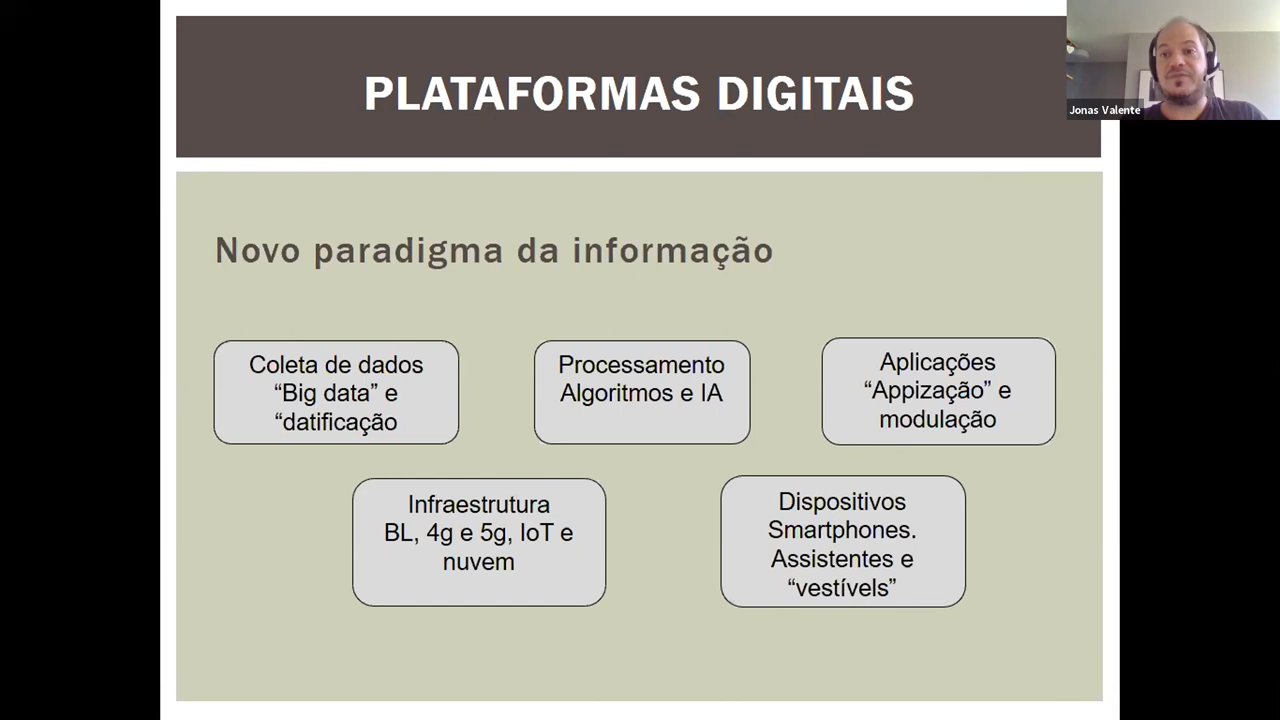 PLATAFORMAS DIGITAIS
Jonas Valente
Novo paradigma da informação
Coleta de dados
“Big data” e
“datificação
Processamento
Algoritmos e IA
Aplicações
“Appização” e
modulação
Infraestrutura
BL, 4g e 5g, IoT e
nuvem
Dispositivos
Smartphones.
Assistentes e
“vestívels”